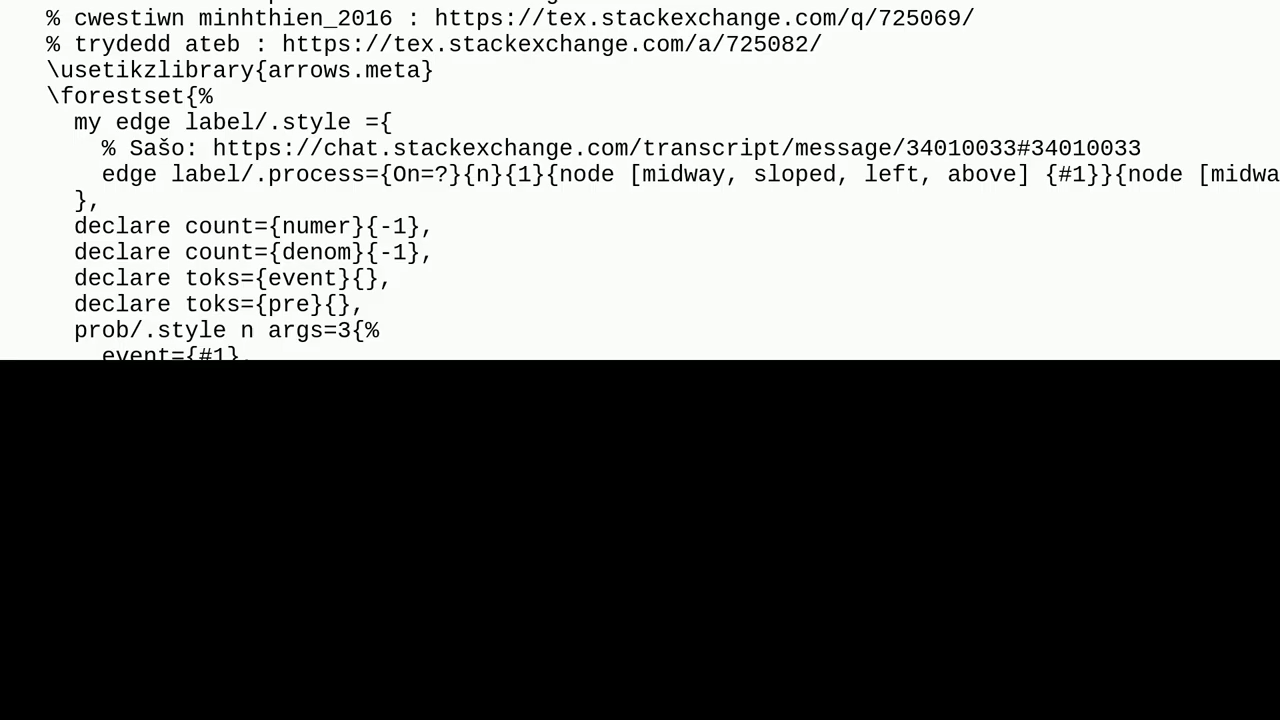 % cwestiwn minhthien_2016 : https://tex.stackexchange.com/q/725069/
% trydedd ateb : https://tex.stackexchange.com/a/725082/
\usetikzlibrary{arrows.meta}
\forestset{%
  my edge label/.style ={
    % Sašo: https://chat.stackexchange.com/transcript/message/34010033#34010033
    edge label/.process={On=?}{n}{1}{node [midway, sloped, left, above] {#1}}{node [midwa
  },
  declare count={numer}{-1},
  declare count={denom}{-1},
  declare toks={event}{},
  declare toks={pre}{},
  prob/.style n args=3{%
    event={#1},